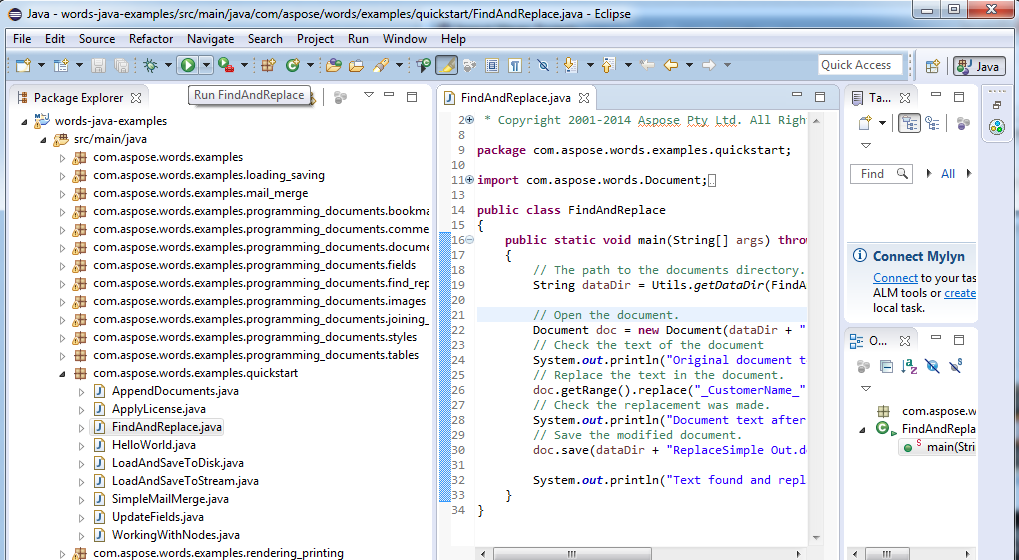 Java - words-java-examples/src/main/java/com/aspose/words/examples/quickstart/FindAndReplace.java - Eclipse
File Edit Source Refactor Navigate Search Project Run Window Help
Quick Access
Java
Package Explorer
Run FindAndReplace
words-java-examples
src/main/java
com.aspose.words.examples
com.aspose.words.examples.loading_saving
com.aspose.words.examples.mail_merge
com.aspose.words.examples.programming_documents.bookma
com.aspose.words.examples.programming_documents.comme
com.aspose.words.examples.programming_documents.docume
com.aspose.words.examples.programming_documents.fields
com.aspose.words.examples.programming_documents.find_rep
com.aspose.words.examples.programming_documents.images
com.aspose.words.examples.programming_documents.joining_
com.aspose.words.examples.programming_documents.styles
com.aspose.words.examples.programming_documents.tables
com.aspose.words.examples.quickstart
AppendDocuments.java
ApplyLicense.java
FindAndReplace.java
HelloWorld.java
LoadAndSaveToDisk.java
LoadAndSaveToStream.java
SimpleMailMerge.java
UpdateFields.java
WorkingWithNodes.java
com.aspose.words.examples.rendering_printing
FindAndReplace.java
2 * Copyright 2001-2014 Aspose Pty Ltd. All Righ
8
9 package com.aspose.words.examples.quickstart;
10
11 import com.aspose.words.Document;
13
14 public class FindAndReplace
15 {
16 public static void main(String[] args) throw
17 {
18 // The path to the documents directory.
19 String dataDir = Utils.getDataDir(FindA
20
21 // Open the document.
22 Document doc = new Document(dataDir + "
23 // Check the text of the document
24 System.out.println("Original document t
25 // Replace the text in the document.
26 doc.getRange().replace("_CustomerName_"
27 // Check the replacement was made.
28 System.out.println("Document text after
29 // Save the modified document.
30 doc.save(dataDir + "ReplaceSimple Out.do
31
32 System.out.println("Text found and repl
33 }
34 }
Ta...
Find All
Connect Mylyn
Connect to your tas
ALM tools or create
local task.
O...
com.aspose.w
FindAndRepla
main(Stri